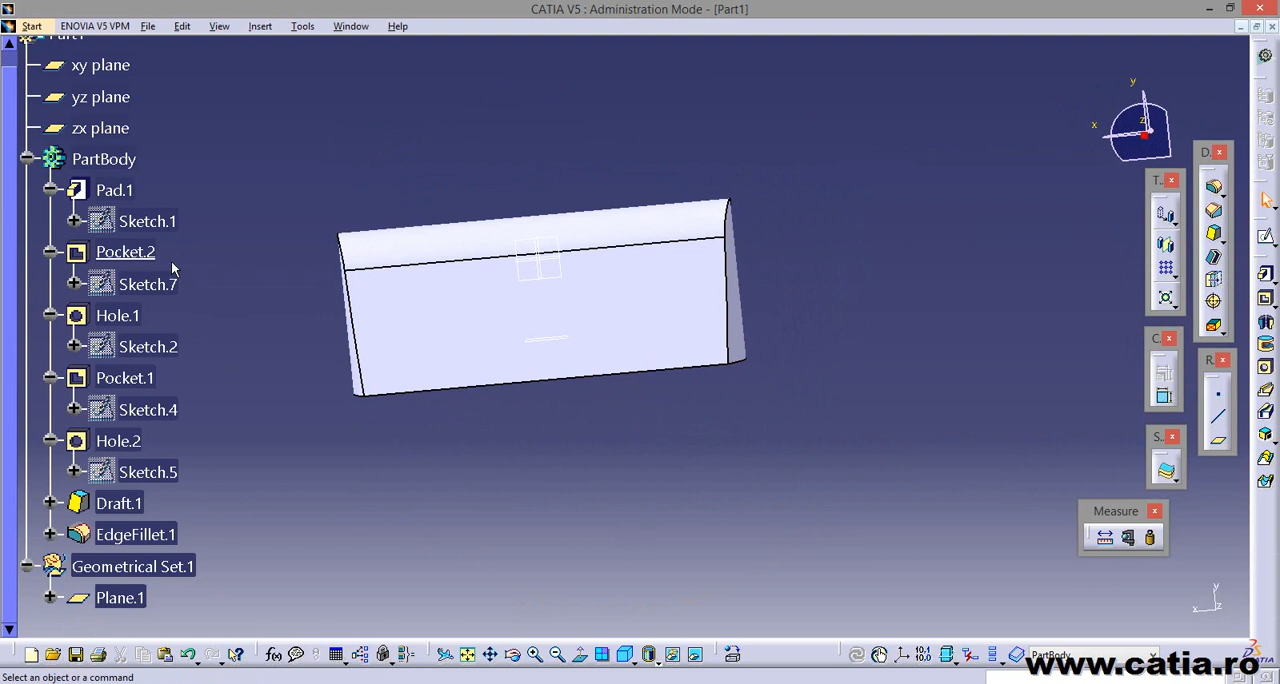 CATIA V5 : Administration Mode - [Part1]
Start ENOVIA V5 VPM File Edit View Insert Tools Window Help
xy plane
yz plane
zx plane
PartBody
Pad.1
Sketch.1
Pocket.2
Sketch.7
Hole.1
Sketch.2
Pocket.1
Sketch.4
Hole.2
Sketch.5
Draft.1
EdgeFillet.1
Geometrical Set.1
Plane.1
y
x
z
D.
T..
C..
R..
S..
Measure
y
x
z
f(x)
PartBody
www.catia.ro
Select an object or a command